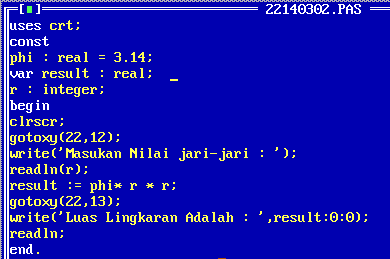 [■] 22140302.PAS
uses crt;
const
phi : real = 3.14;
var result : real;
r : integer;
begin
clrscr;
gotoxy(22,12);
write('Masukan Nilai jari-jari : ');
readln(r);
result := phi* r * r;
gotoxy(22,13);
write('Luas Lingkaran Adalah : ',result:0:0);
readln;
end.